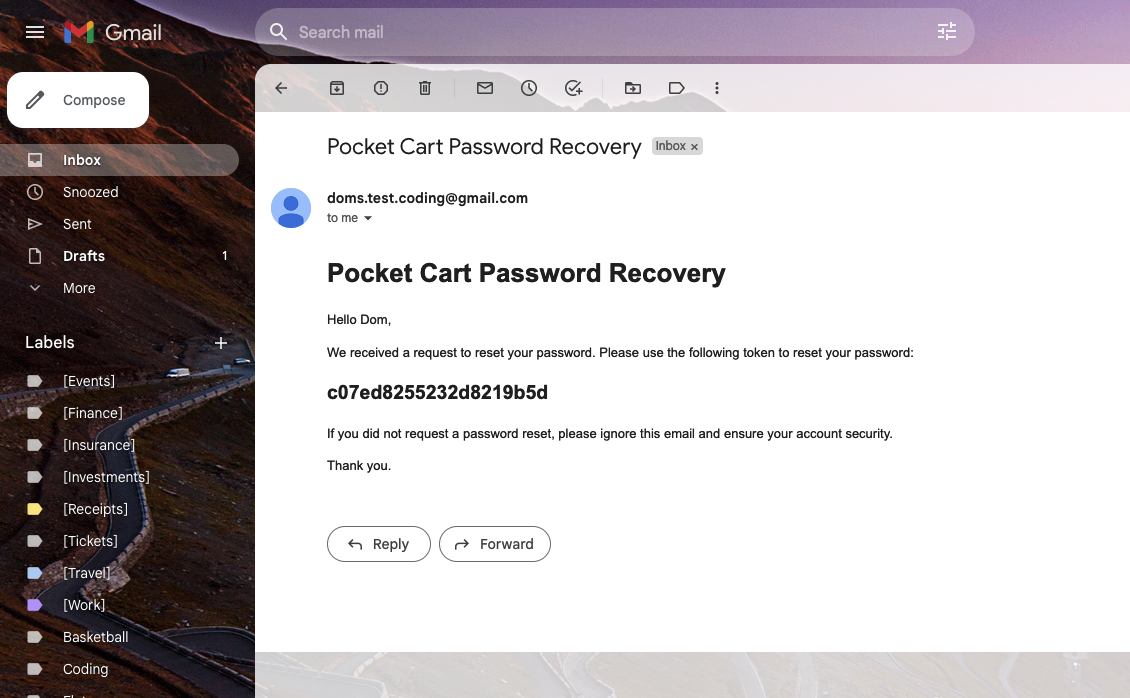 Gmail
Search mail
Compose
Inbox
Snoozed
Sent
Drafts 1
More
Labels
[Events]
[Finance]
[Insurance]
[Investments]
[Receipts]
[Tickets]
[Travel]
[Work]
Basketball
Coding
Pocket Cart Password Recovery Inbox ×
doms.test.coding@gmail.com
to me
Pocket Cart Password Recovery
Hello Dom,
We received a request to reset your password. Please use the following token to reset your password:
c07ed8255232d8219b5d
If you did not request a password reset, please ignore this email and ensure your account security.
Thank you.
Reply Forward